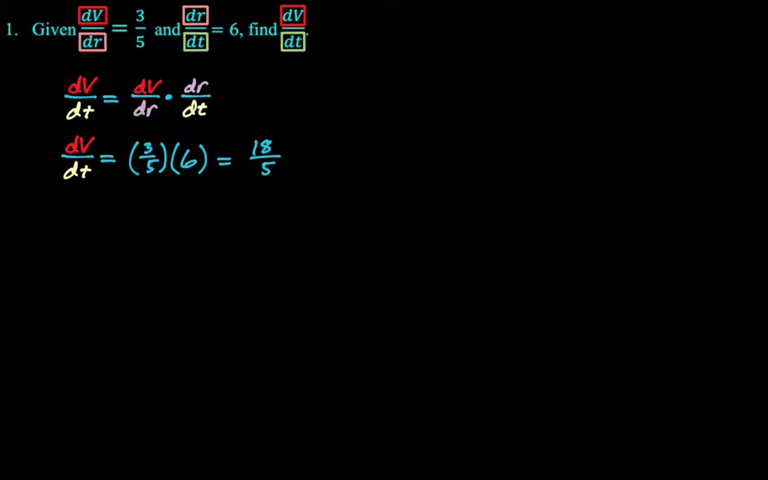 1. Given dV/dr = 3/5 and dr/dt = 6, find dV/dt.
dV/dt = dV/dr · dr/dt
dV/dt = (3/5)(6) = 18/5